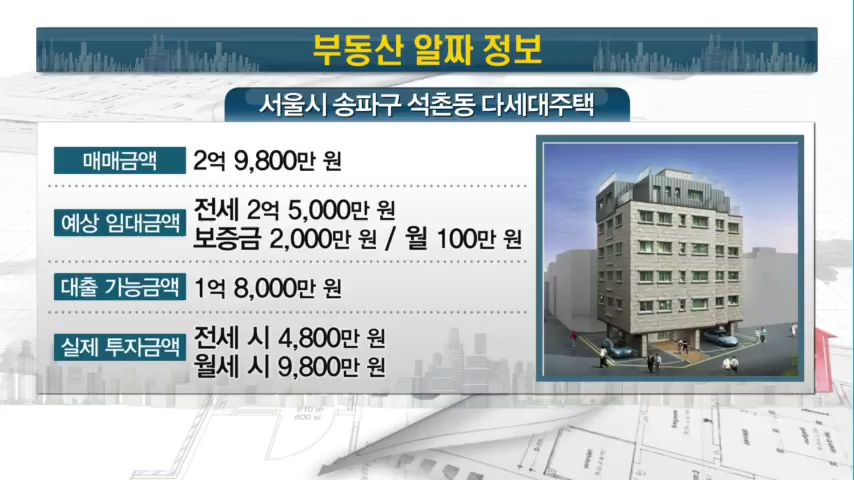 부동산 알짜 정보
서울시 송파구 석촌동 다세대주택
매매금액 2억 9,800만 원
예상 임대금액 전세 2억 5,000만 원
보증금 2,000만 원 / 월 100만 원
대출 가능금액 1억 8,000만 원
실제 투자금액 전세 시 4,800만 원
월세 시 9,800만 원